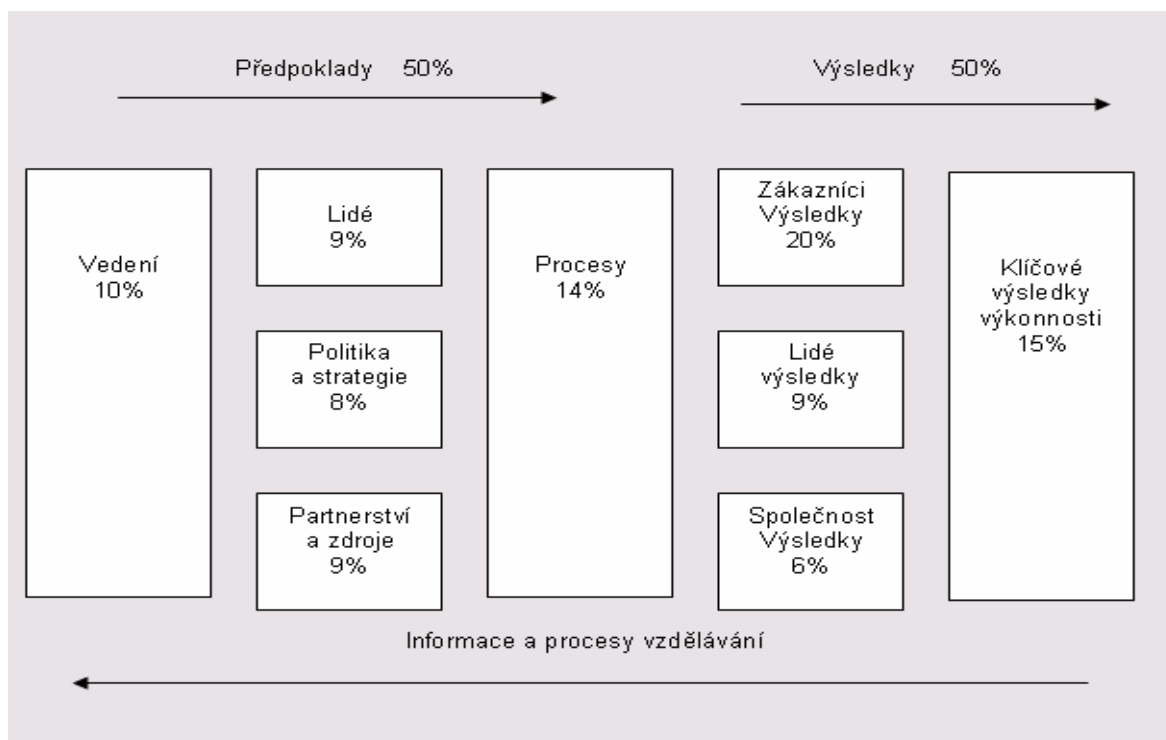 Předpoklady 50%
Výsledky 50%
Vedení
10%
Lidé
9%
Politika
a strategie
8%
Partnerství
a zdroje
9%
Procesy
14%
Zákazníci
Výsledky
20%
Lidé
výsledky
9%
Společnost
Výsledky
6%
Klíčové
výsledky
výkonnosti
15%
Informace a procesy vzdělávání